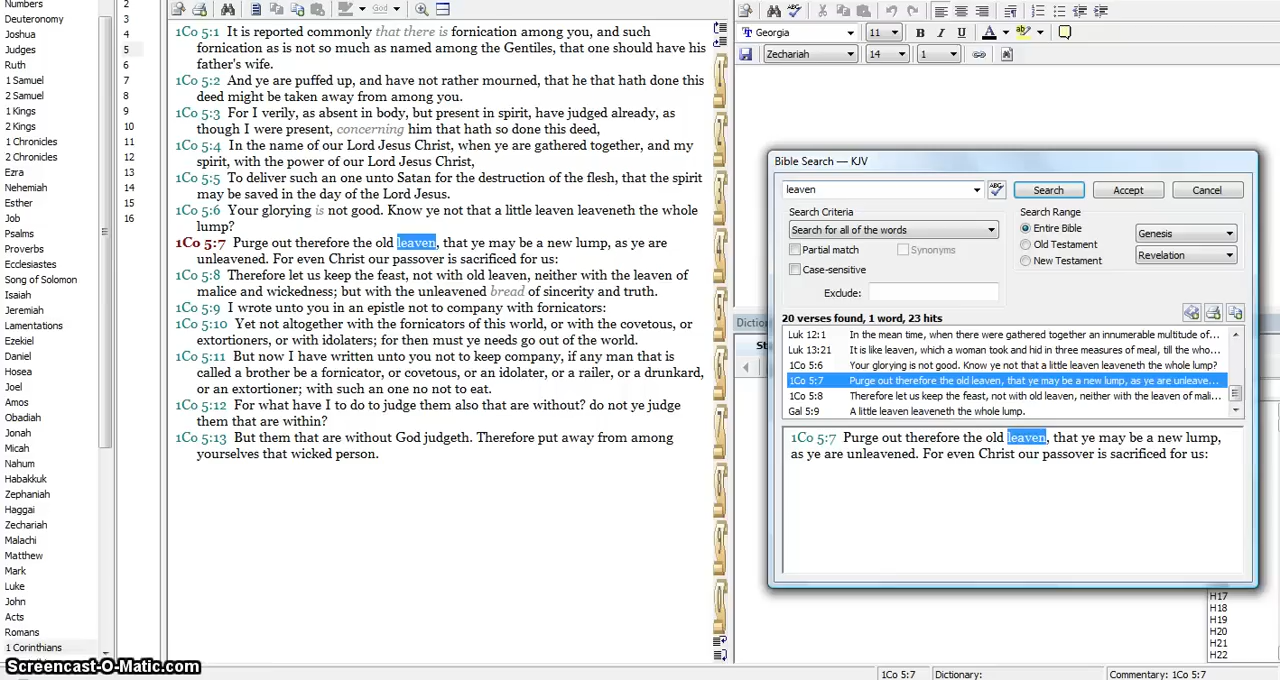 Numbers
Deuteronomy
Joshua
Judges
Ruth
1 Samuel
2 Samuel
1 Kings
2 Kings
1 Chronicles
2 Chronicles
Ezra
Nehemiah
Esther
Job
Psalms
Proverbs
Ecclesiastes
Song of Solomon
Isaiah
Jeremiah
Lamentations
Ezekiel
Daniel
Hosea
Joel
Amos
Obadiah
Jonah
Micah
Nahum
Habakkuk
Zephaniah
Haggai
Zechariah
Malachi
Matthew
Mark
Luke
John
Acts
Romans
1 Corinthians
2
3
4
5
6
7
8
9
10
11
12
13
14
15
16
God
1Co 5:1 It is reported commonly that there is fornication among you, and such
fornication as is not so much as named among the Gentiles, that one should have his
father's wife.
1Co 5:2 And ye are puffed up, and have not rather mourned, that he that hath done this
deed might be taken away from among you.
1Co 5:3 For I verily, as absent in body, but present in spirit, have judged already, as
though I were present, concerning him that hath so done this deed,
1Co 5:4 In the name of our Lord Jesus Christ, when ye are gathered together, and my
spirit, with the power of our Lord Jesus Christ,
1Co 5:5 To deliver such an one unto Satan for the destruction of the flesh, that the spirit
may be saved in the day of the Lord Jesus.
1Co 5:6 Your glorying is not good. Know ye not that a little leaven leaveneth the whole
lump?
1Co 5:7 Purge out therefore the old leaven, that ye may be a new lump, as ye are
unleavened. For even Christ our passover is sacrificed for us:
1Co 5:8 Therefore let us keep the feast, not with old leaven, neither with the leaven of
malice and wickedness; but with the unleavened bread of sincerity and truth.
1Co 5:9 I wrote unto you in an epistle not to company with fornicators:
1Co 5:10 Yet not altogether with the fornicators of this world, or with the covetous, or
extortioners, or with idolaters; for then must ye needs go out of the world.
1Co 5:11 But now I have written unto you not to keep company, if any man that is
called a brother be a fornicator, or covetous, or an idolater, or a railer, or a drunkard,
or an extortioner; with such an one no not to eat.
1Co 5:12 For what have I to do to judge them also that are without? do not ye judge
them that are within?
1Co 5:13 But them that are without God judgeth. Therefore put away from among
yourselves that wicked person.
Georgia 11 B I U A
Zechariah 14 1
Bible Search — KJV
leaven ABC Search Accept Cancel
Search Criteria
Search for all of the words
Partial match Synonyms
Case-sensitive
Exclude:
Search Range
Entire Bible Genesis
Old Testament
New Testament Revelation
20 verses found, 1 word, 23 hits
Luk 12:1 In the mean time, when there were gathered together an innumerable multitude of...
Luk 13:21 It is like leaven, which a woman took and hid in three measures of meal, till the who...
1Co 5:6 Your glorying is not good. Know ye not that a little leaven leaveneth the whole lump?
1Co 5:7 Purge out therefore the old leaven, that ye may be a new lump, as ye are unleave...
1Co 5:8 Therefore let us keep the feast, not with old leaven, neither with the leaven of mali...
Gal 5:9 A little leaven leaveneth the whole lump.
1Co 5:7 Purge out therefore the old leaven, that ye may be a new lump,
as ye are unleavened. For even Christ our passover is sacrificed for us:
Diction
St
H17
H18
H19
H20
H21
H22
1Co 5:7 Dictionary: Commentary: 1Co 5:7
Screencast-O-Matic.com